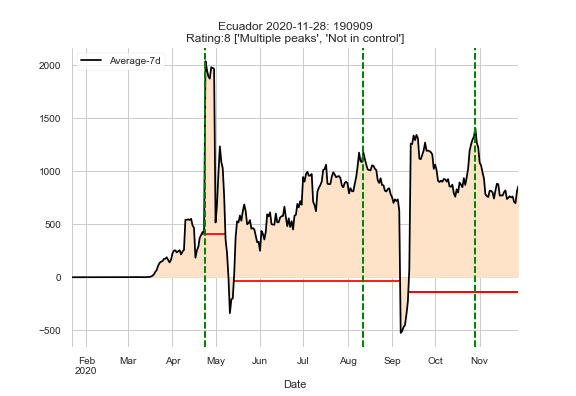 Ecuador 2020-11-28: 190909
Rating:8 ['Multiple peaks', 'Not in control']
Average-7d
2000
1500
1000
500
0
−500
Feb Mar Apr May Jun Jul Aug Sep Oct Nov
2020
Date